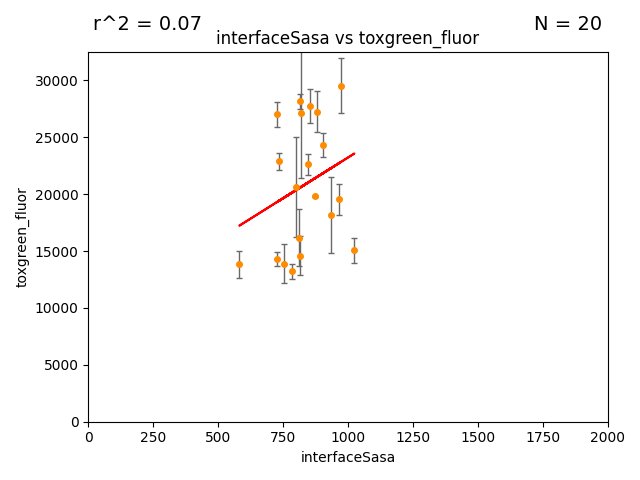 r^2 = 0.07
N = 20
interfaceSasa vs toxgreen_fluor
30000
25000
20000
15000
10000
5000
0
toxgreen_fluor
0 250 500 750 1000 1250 1500 1750 2000
interfaceSasa